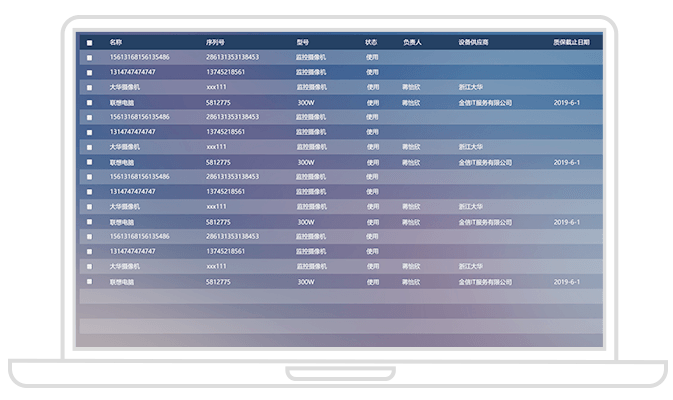 名称 序列号 型号 状态 负责人 设备供应商 质保截止日期
15613168156135486 286131353138453 监控摄像机 使用
1314747474747 13745218561 监控摄像机 使用
大华摄像机 xxx111 监控摄像机 使用 蒋怡欣 浙江大华
联想电脑 5812775 300W 使用 蒋怡欣 金信IT服务有限公司 2019-6-1
15613168156135486 286131353138453 监控摄像机 使用
1314747474747 13745218561 监控摄像机 使用
大华摄像机 xxx111 监控摄像机 使用 蒋怡欣 浙江大华
联想电脑 5812775 300W 使用 蒋怡欣 金信IT服务有限公司 2019-6-1
15613168156135486 286131353138453 监控摄像机 使用
1314747474747 13745218561 监控摄像机 使用
大华摄像机 xxx111 监控摄像机 使用 蒋怡欣 浙江大华
联想电脑 5812775 300W 使用 蒋怡欣 金信IT服务有限公司 2019-6-1
15613168156135486 286131353138453 监控摄像机 使用
1314747474747 13745218561 监控摄像机 使用
大华摄像机 xxx111 监控摄像机 使用 蒋怡欣 浙江大华
联想电脑 5812775 300W 使用 蒋怡欣 金信IT服务有限公司 2019-6-1